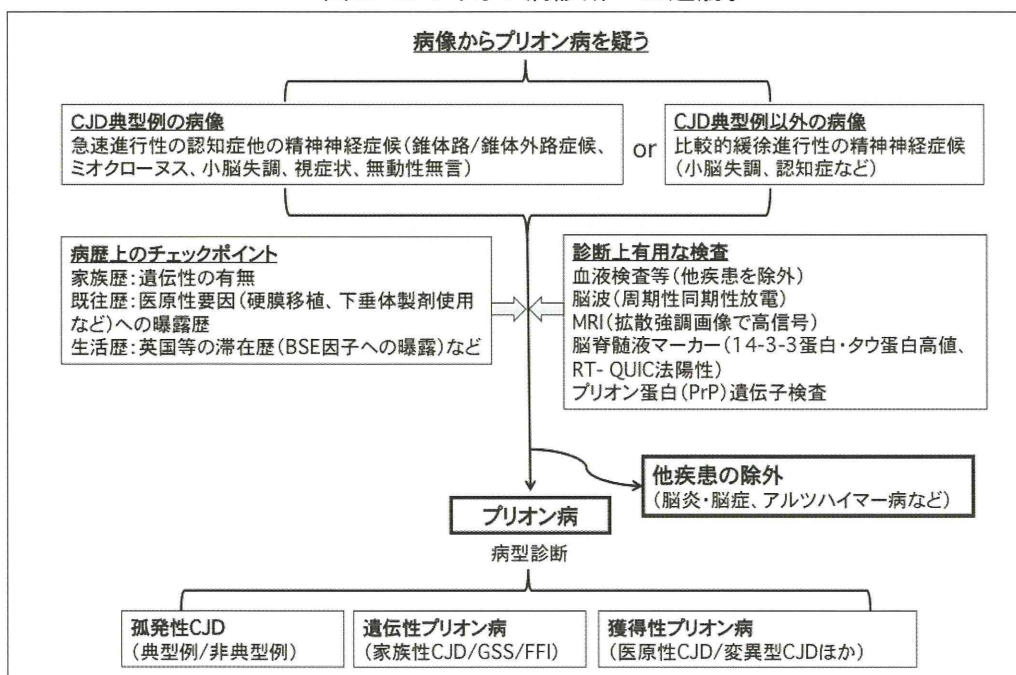 病像からプリオン病を疑う
CJD典型例の病像
急速進行性の認知症他の精神神経症候(錐体路/錐体外路症候、
ミオクローヌス、小脳失調、視症状、無動性無言)
or
CJD典型例以外の病像
比較的緩徐進行性の精神神経症候
(小脳失調、認知症など)
病歴上のチェックポイント
家族歴:遺伝性の有無
既往歴:医原性要因(硬膜移植、下垂体製剤使用
など)への曝露歴
生活歴:英国等の滞在歴(BSE因子への曝露)など
診断上有用な検査
血液検査等(他疾患を除外)
脳波(周期性同期性放電)
MRI(拡散強調画像で高信号)
脳脊髄液マーカー(14-3-3蛋白・タウ蛋白高値、
RT- QUIC法陽性)
プリオン蛋白(PrP)遺伝子検査
他疾患の除外
(脳炎・脳症、アルツハイマー病など)
プリオン病
病型診断
孤発性CJD
(典型例/非典型例)
遺伝性プリオン病
(家族性CJD/GSS/FFI)
獲得性プリオン病
(医原性CJD/変異型CJDほか)